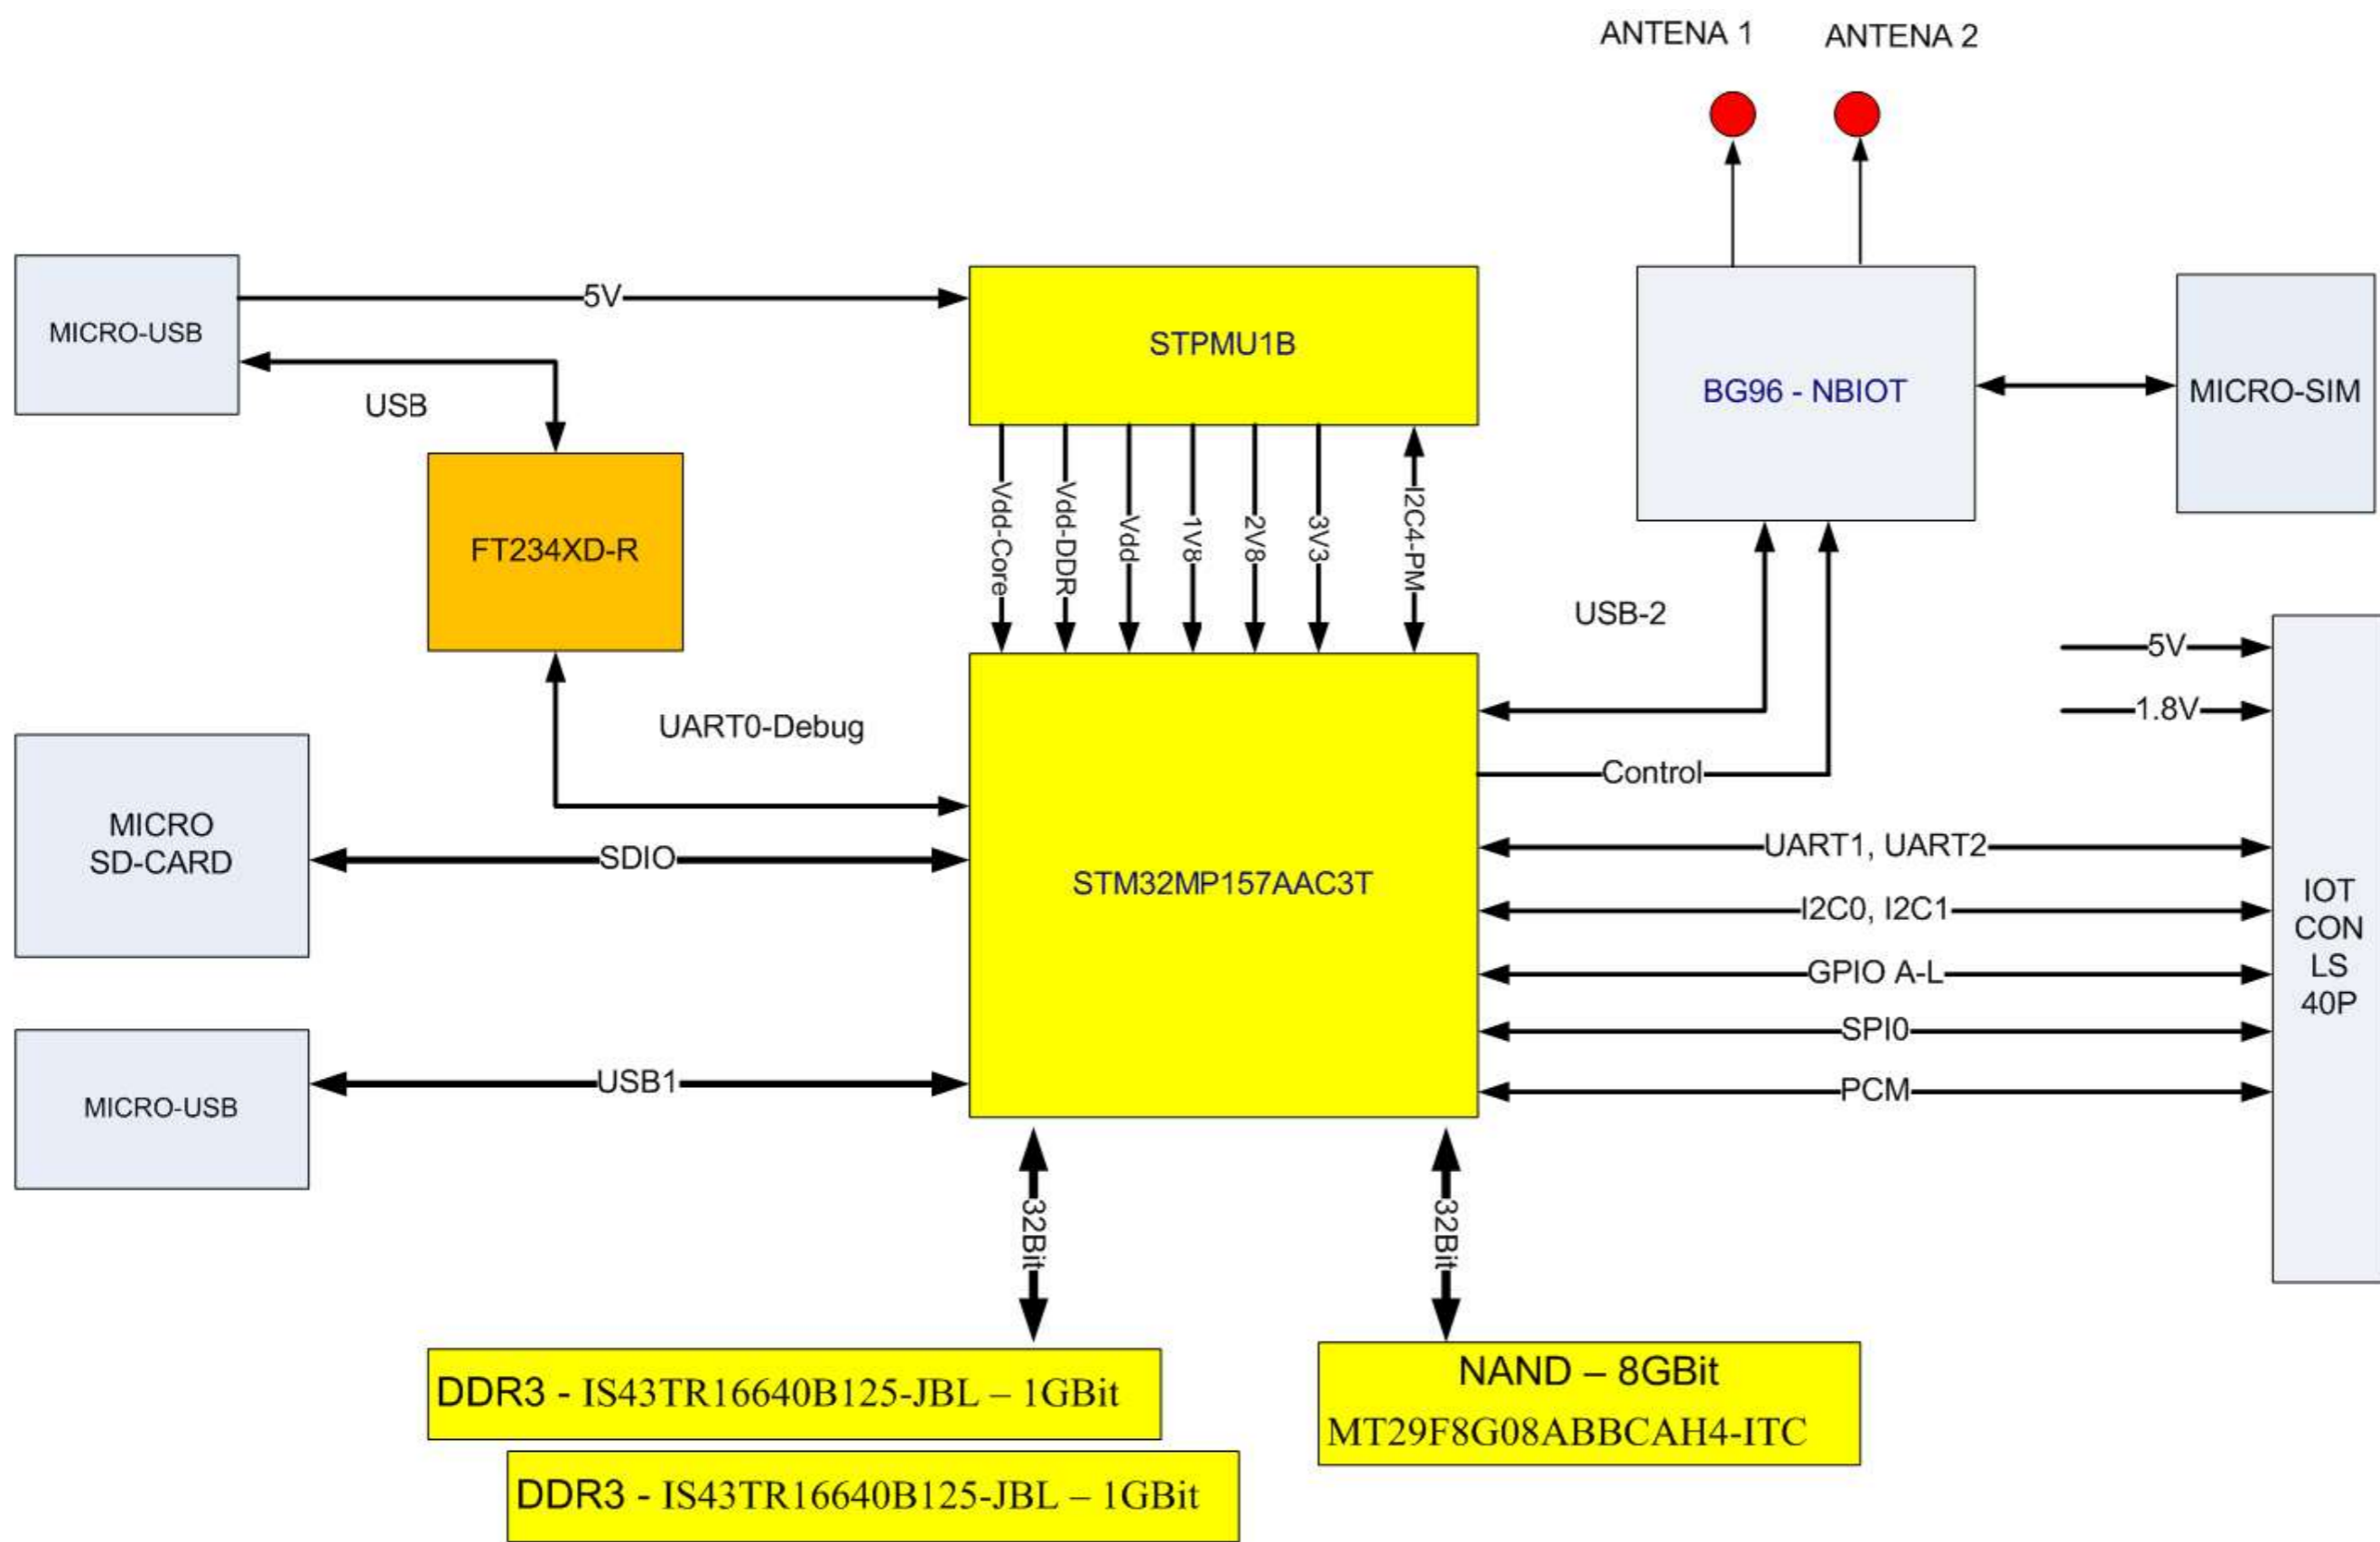 ANTENA 1
ANTENA 2
MICRO-USB
5V
USB
STPMU1B
BG96 - NBIOT
MICRO-SIM
FT234XD-R
Vdd-Core
Vdd-DDR
Vdd
1V8
2V8
3V3
I2C4-PM
USB-2
5V
1.8V
UART0-Debug
Control
MICRO
SD-CARD
SDIO
STM32MP157AAC3T
UART1, UART2
I2C0, I2C1
GPIO A-L
SPI0
PCM
IOT
CON
LS
40P
MICRO-USB
USB1
32Bit
32Bit
DDR3 - IS43TR16640B125-JBL – 1GBit
DDR3 - IS43TR16640B125-JBL – 1GBit
NAND – 8GBit
MT29F8G08ABBCAH4-ITC